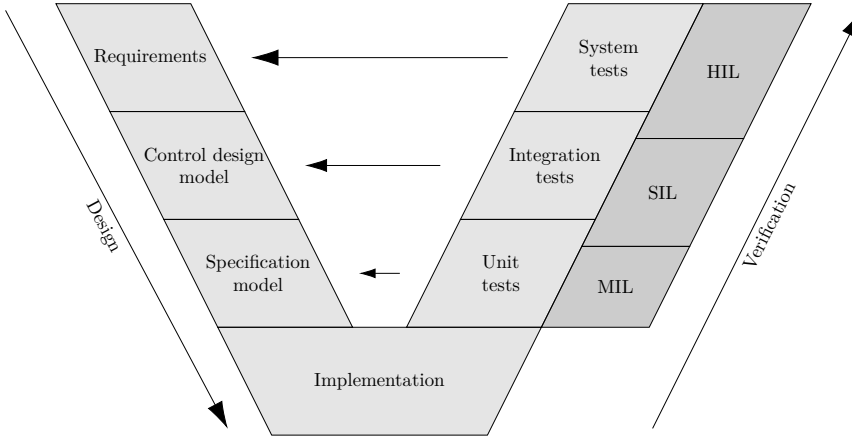 Requirements
System
tests
HIL
Control design
model
Integration
tests
SIL
Design
Verification
Specification
model
Unit
tests
MIL
Implementation